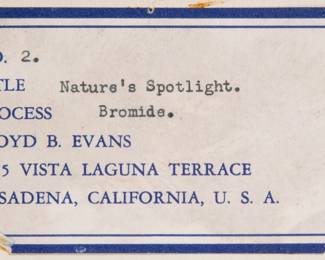 O. 2.
TLE Nature's Spotlight.
OCESS Bromide.
OYD B. EVANS
5 VISTA LAGUNA TERRACE
SADENA, CALIFORNIA, U. S. A.